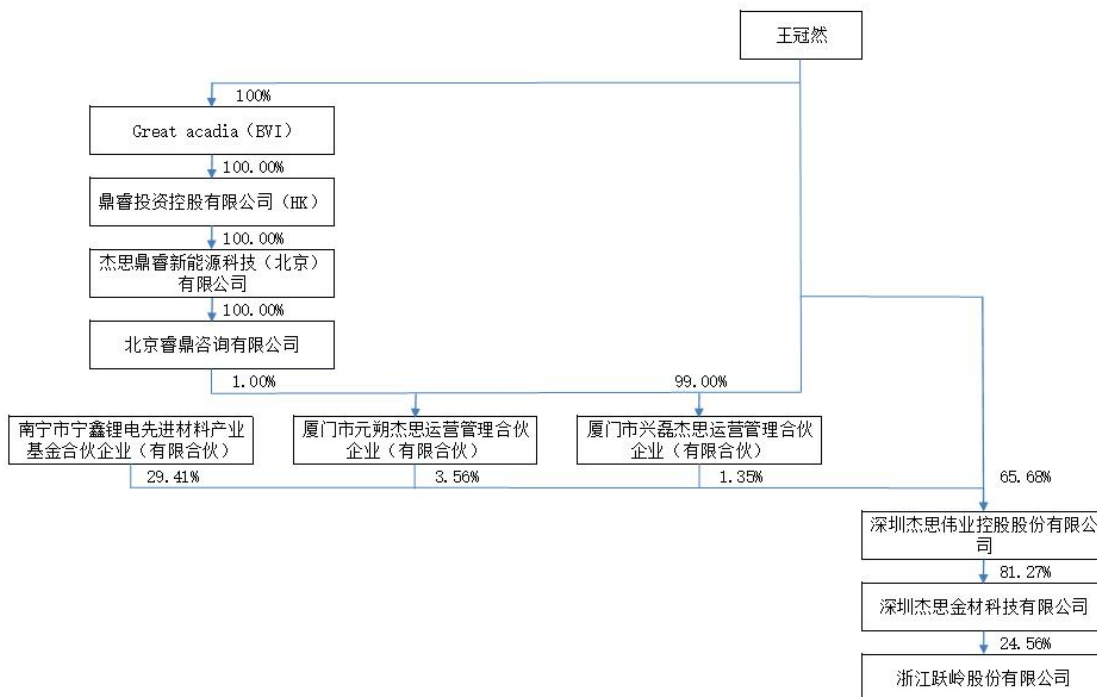 王冠然
100%
Great acadia（BVI）
100.00%
鼎睿投资控股有限公司（HK）
100.00%
杰思鼎睿新能源科技（北京）
有限公司
100.00%
北京睿鼎咨询有限公司
1.00%
99.00%
南宁市宁鑫锂电先进材料产业
基金合伙企业（有限合伙）
厦门市元朔杰思运营管理合伙
企业（有限合伙）
厦门市兴磊杰思运营管理合伙
企业（有限合伙）
29.41%
3.56%
1.35%
65.68%
深圳杰思伟业控股股份有限公
司
81.27%
深圳杰思金材科技有限公司
24.56%
浙江跃岭股份有限公司